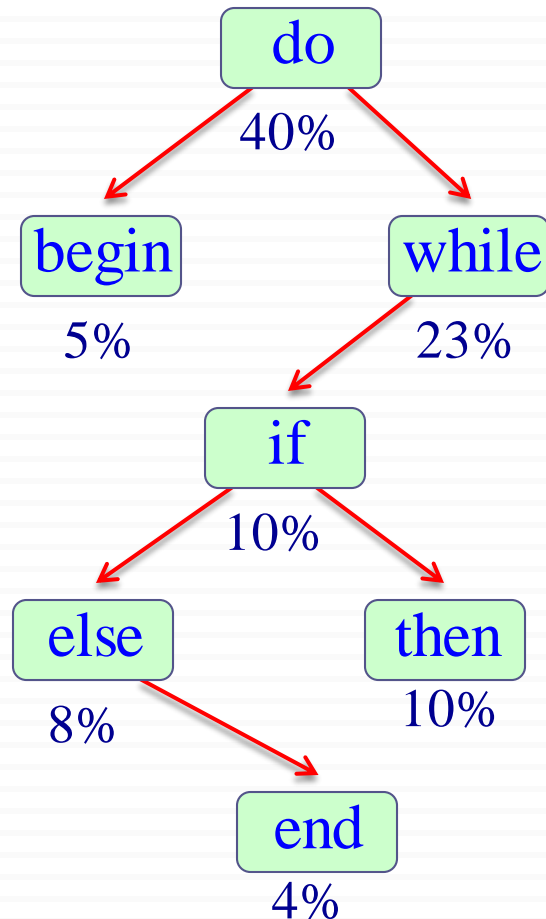 do
40%
begin while
5% 23%
if
10%
else then
8% 10%
end
4%